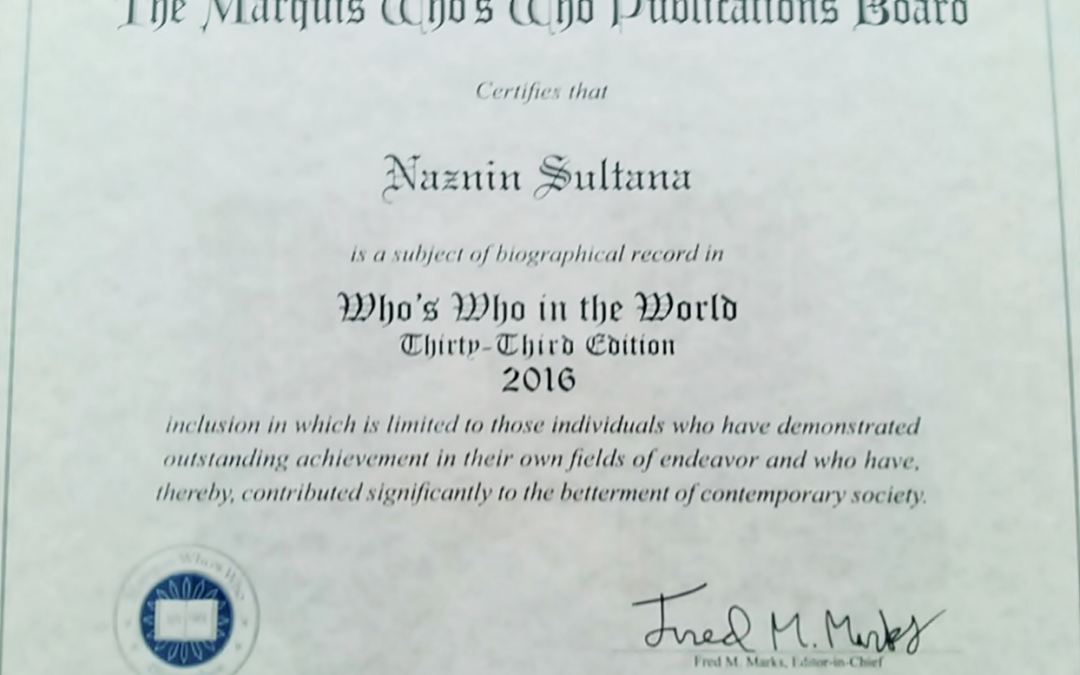 The Marquis Who's Who Publications Board
Certifies that
Naznin Sultana
is a subject of biographical record in
Who's Who in the World
Thirty-Third Edition
2016
inclusion in which is limited to those individuals who have demonstrated
outstanding achievement in their own fields of endeavor and who have,
thereby, contributed significantly to the betterment of contemporary society.
Who's Who
Fred M. Marks
Fred M. Marks, Editor-in-Chief